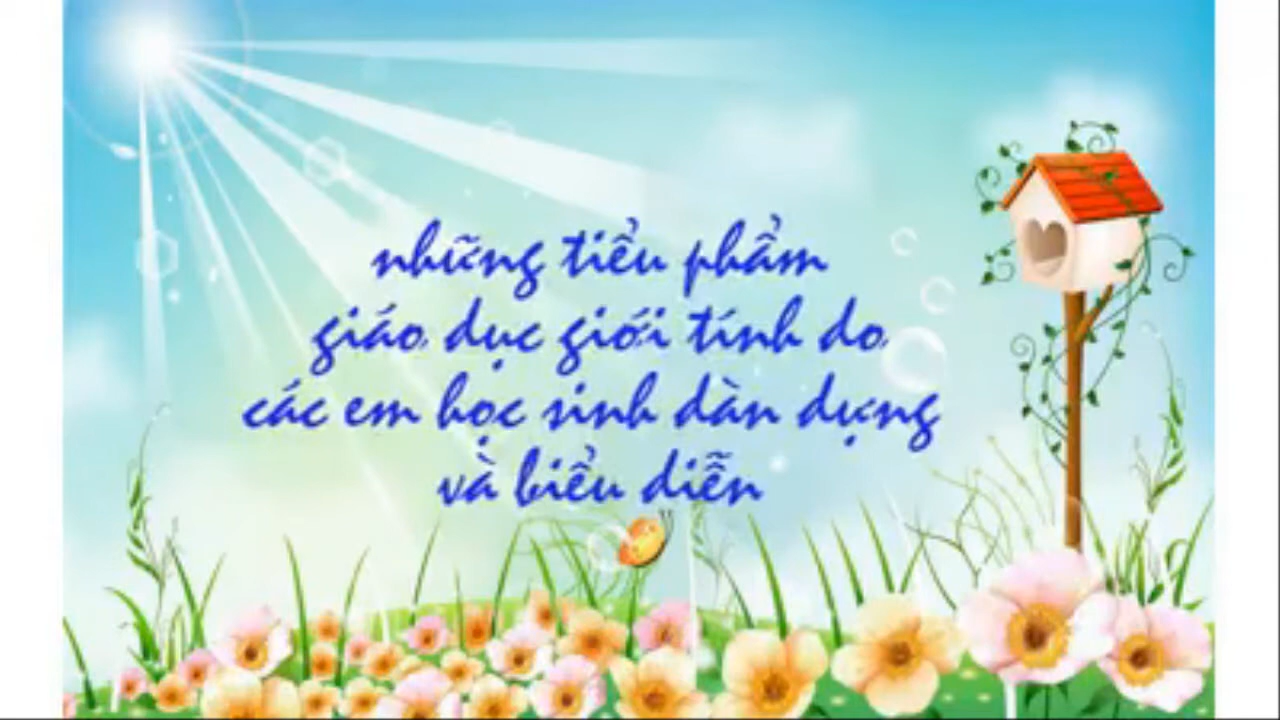 những tiểu phẩm
giáo dục giới tính do
các em học sinh dàn dựng
và biểu diễn